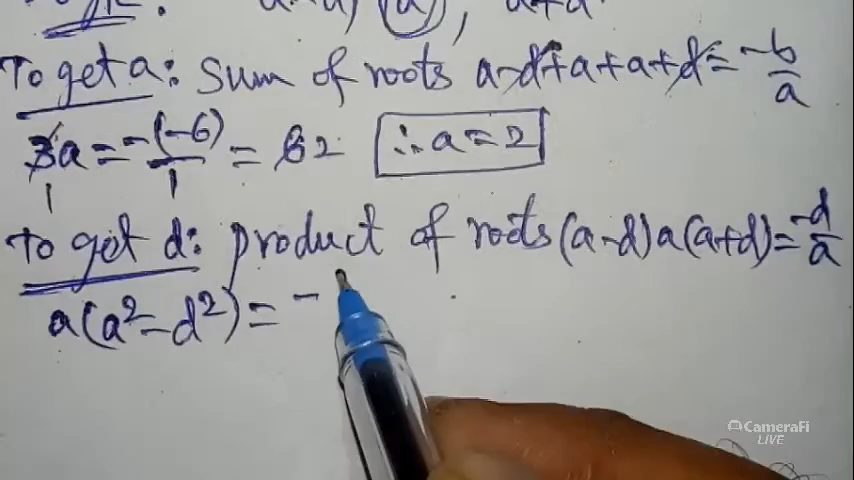 To get a: sum of roots a-d+a+a+d = -b/a
3a = -(-6)/1 = 6 2 ∴ a = 2
1
To get d: product of roots (a-d)a(a+d) = -d/a
a(a²-d²) = -
CameraFi
LIVE